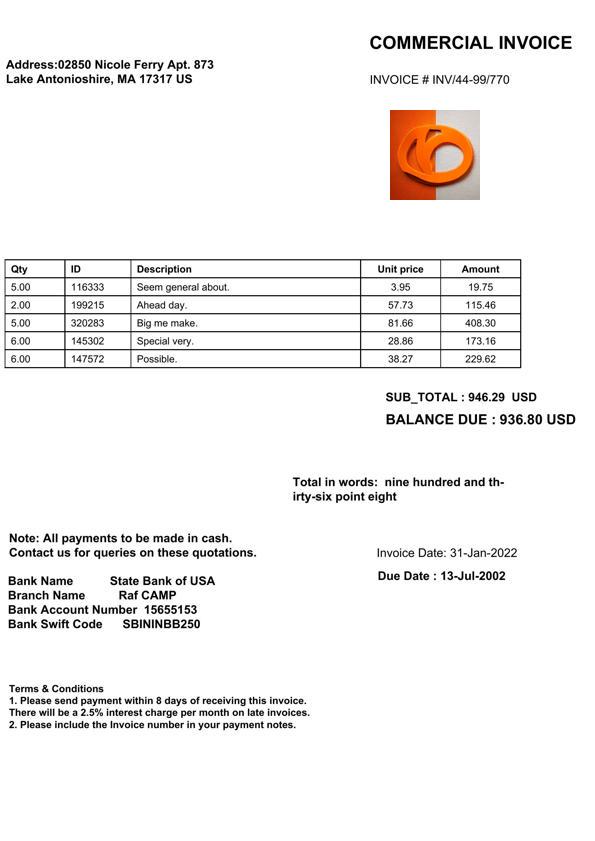 COMMERCIAL INVOICE
Address:02850 Nicole Ferry Apt. 873
Lake Antonioshire, MA 17317 US
INVOICE # INV/44-99/770
Qty ID Description Unit price Amount
5.00 116333 Seem general about. 3.95 19.75
2.00 199215 Ahead day. 57.73 115.46
5.00 320283 Big me make. 81.66 408.30
6.00 145302 Special very. 28.86 173.16
6.00 147572 Possible. 38.27 229.62
SUB_TOTAL : 946.29 USD
BALANCE DUE : 936.80 USD
Total in words: nine hundred and th-
irty-six point eight
Note: All payments to be made in cash.
Contact us for queries on these quotations.
Invoice Date: 31-Jan-2022
Due Date : 13-Jul-2002
Bank Name State Bank of USA
Branch Name Raf CAMP
Bank Account Number 15655153
Bank Swift Code SBININBB250
Terms & Conditions
1. Please send payment within 8 days of receiving this invoice.
There will be a 2.5% interest charge per month on late invoices.
2. Please include the Invoice number in your payment notes.